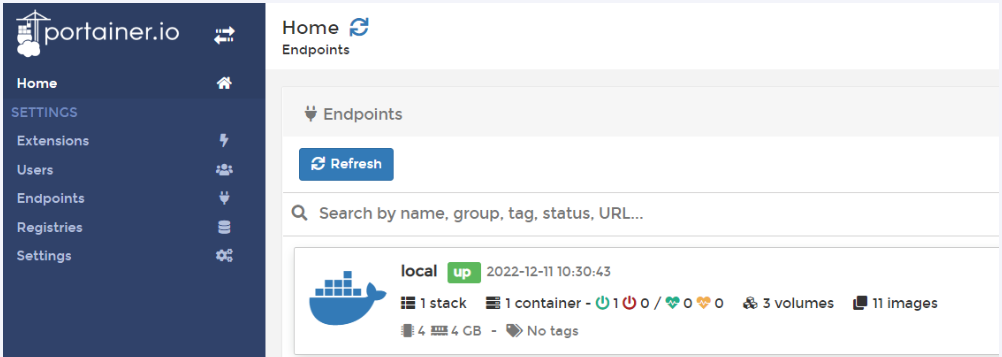 portainer.io
Home
SETTINGS
Extensions
Users
Endpoints
Registries
Settings
Home
Endpoints
Endpoints
Refresh
Search by name, group, tag, status, URL...
local up 2022-12-11 10:30:43
1 stack 1 container - 1 0 / 0 0 3 volumes 11 images
4 4 GB - No tags